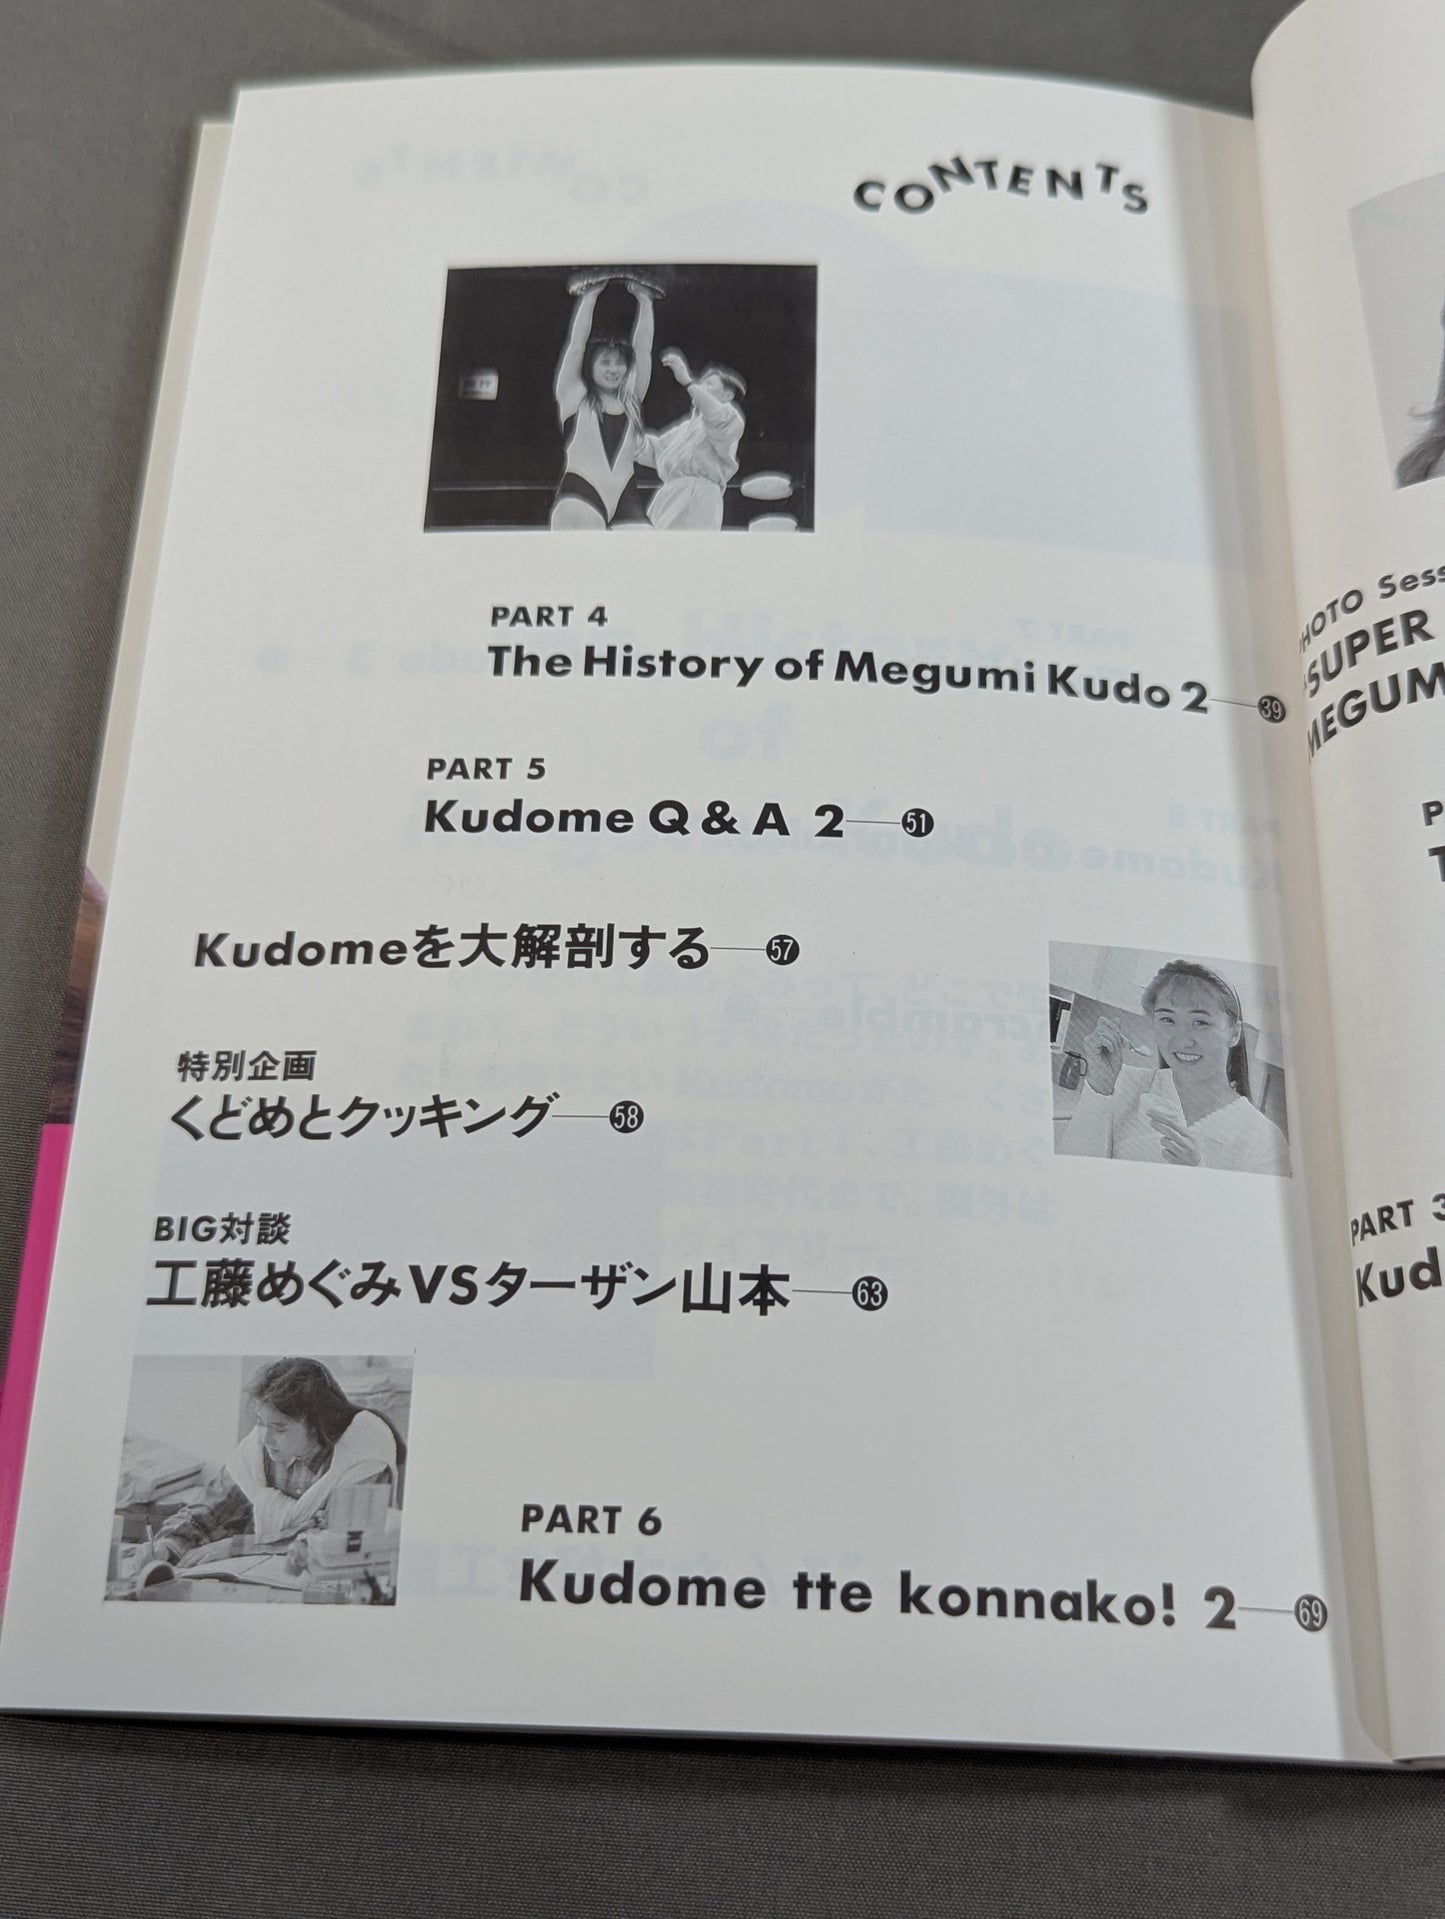 CONTENTS
PART 4
The History of Megumi Kudo 2—39
PART 5
Kudome Q & A 2—51
Kudomeを大解剖する—57
特別企画
くどめとクッキング—58
BIG対談
工藤めぐみVSターザン山本—63
PART 6
Kudome tte konnako! 2—69
SUPER
PART 3